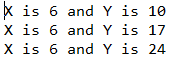 X is 6 and Y is 10
X is 6 and Y is 17
X is 6 and Y is 24